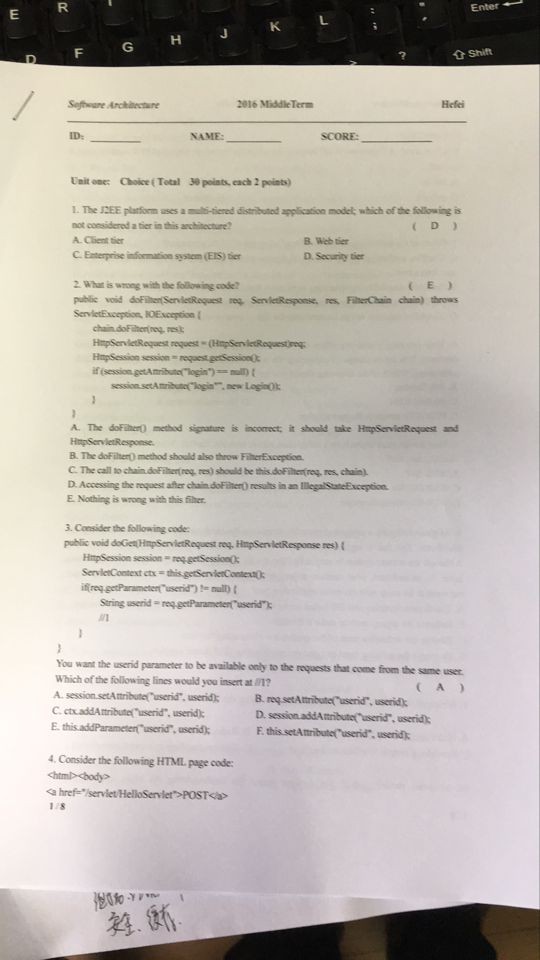 E R L : ; " , Enter
D F G H J K ? Shift
Software Architecture 2016 MiddleTerm Hefei
ID: __________ NAME: ___________ SCORE: ______________
Unit one: Choice ( Total 30 points, each 2 points)
1. The J2EE platform uses a multi-tiered distributed application model; which of the following is
not considered a tier in this architecture? ( D )
A. Client tier B. Web tier
C. Enterprise information system (EIS) tier D. Security tier
2. What is wrong with the following code? ( E )
public void doFilter(ServletRequest req, ServletResponse, res, FilterChain chain) throws
ServletException, IOException {
chain.doFilter(req, res);
HttpServletRequest request = (HttpServletRequest)req;
HttpSession session = request.getSession();
if (session.getAttribute("login") == null) {
session.setAttribute("login"", new Login());
}
}
A. The doFilter() method signature is incorrect; it should take HttpServletRequest and
HttpServletResponse.
B. The doFilter() method should also throw FilterException.
C. The call to chain.doFilter(req, res) should be this.doFilter(req, res, chain).
D. Accessing the request after chain.doFilter() results in an IllegalStateException.
E. Nothing is wrong with this filter.
3. Consider the following code:
public void doGet(HttpServletRequest req, HttpServletResponse res) {
HttpSession session = req.getSession();
ServletContext ctx = this.getServletContext();
if(req.getParameter("userid") != null) {
String userid = req.getParameter("userid");
//1
}
}
You want the userid parameter to be available only to the requests that come from the same user.
Which of the following lines would you insert at //1? ( A )
A. session.setAttribute("userid", userid); B. req.setAttribute("userid", userid);
C. ctx.addAttribute("userid", userid); D. session.addAttribute("userid", userid);
E. this.addParameter("userid", userid); F. this.setAttribute("userid", userid);
4. Consider the following HTML page code:
<html><body>
<a href="/servlet/HelloServlet">POST</a>
1 / 8
安全、缓存.